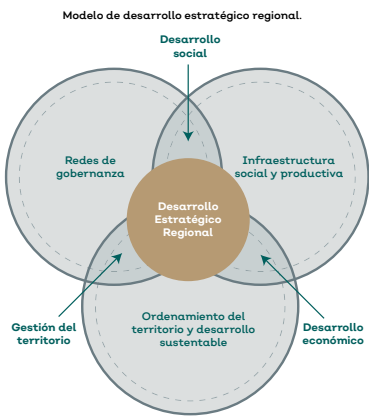 Modelo de desarrollo estratégico regional.
Desarrollo
social
Redes de
gobernanza
Infraestructura
social y productiva
Desarrollo
Estratégico
Regional
Ordenamiento del
territorio y desarrollo
sustentable
Gestión del
territorio
Desarrollo
económico